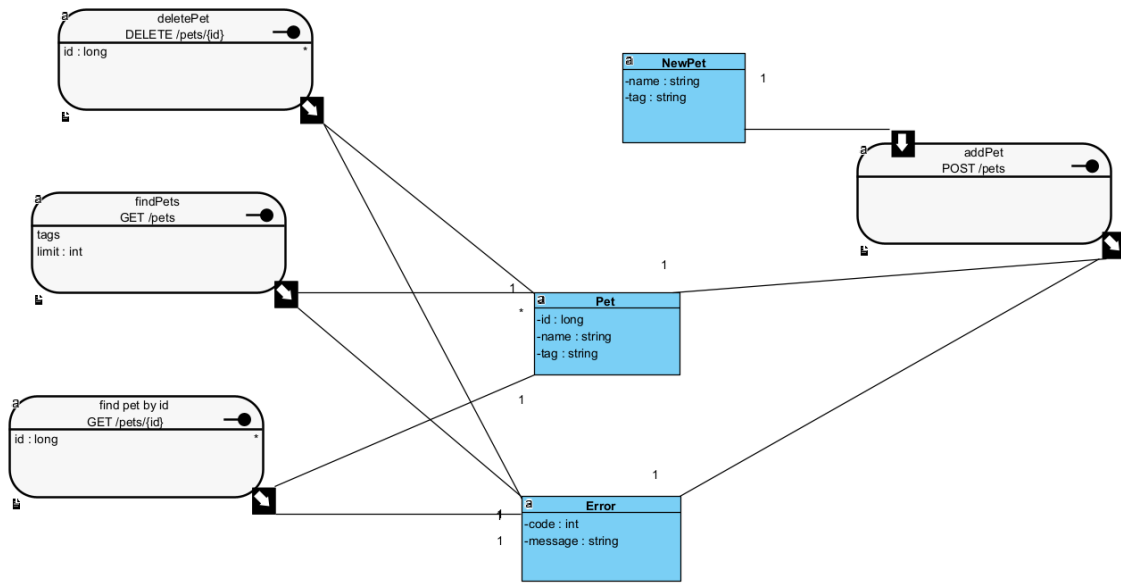 a
deletePet
DELETE /pets/{id}
id : long
*
a
NewPet
-name : string
-tag : string
1
a
addPet
POST /pets
a
findPets
GET /pets
tags
limit : int
1
1
*
a
Pet
-id : long
-name : string
-tag : string
a
find pet by id
GET /pets/{id}
id : long
*
1
1
1
1
a
Error
-code : int
-message : string